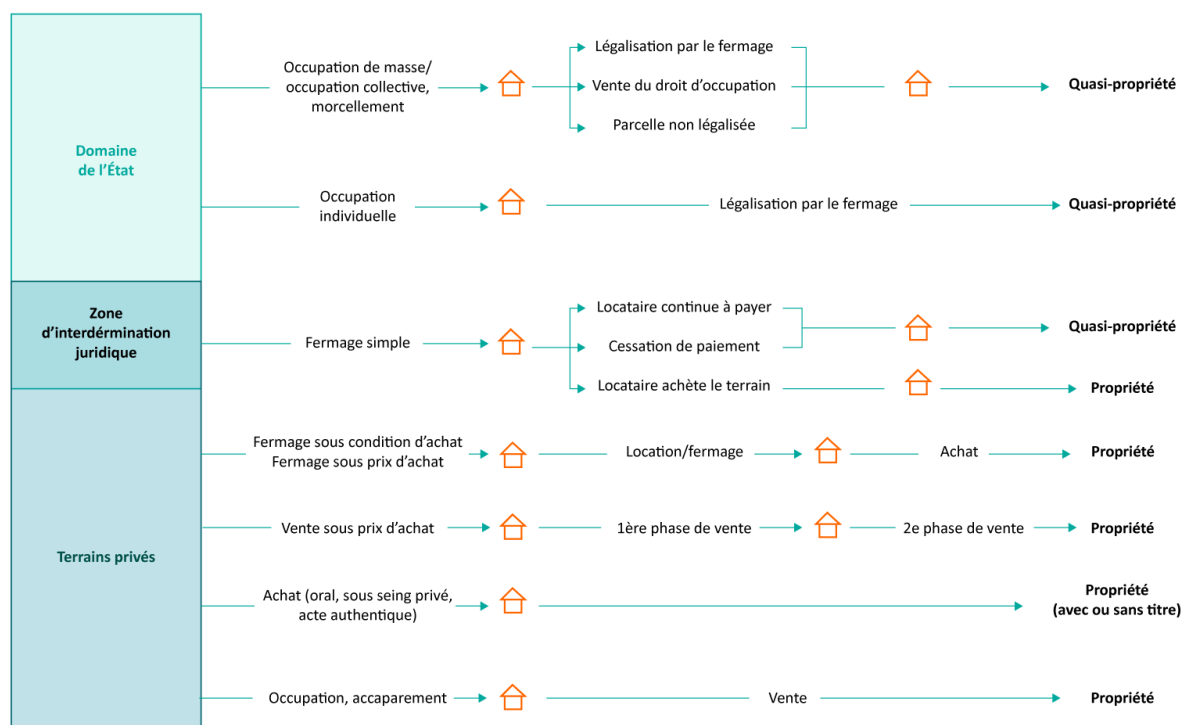 Domaine
de l'État
Occupation de masse/
occupation collective,
morcellement
Légalisation par le fermage
Vente du droit d'occupation
Parcelle non légalisée
Quasi-propriété
Occupation
individuelle
Légalisation par le fermage
Quasi-propriété
Zone
d'interdérmination
juridique
Fermage simple
Locataire continue à payer
Cessation de paiement
Locataire achète le terrain
Quasi-propriété
Propriété
Terrains privés
Fermage sous condition d'achat
Fermage sous prix d'achat
Location/fermage
Achat
Propriété
Vente sous prix d'achat
1ère phase de vente
2e phase de vente
Propriété
Achat (oral, sous seing privé,
acte authentique)
Propriété
(avec ou sans titre)
Occupation, accaparement
Vente
Propriété